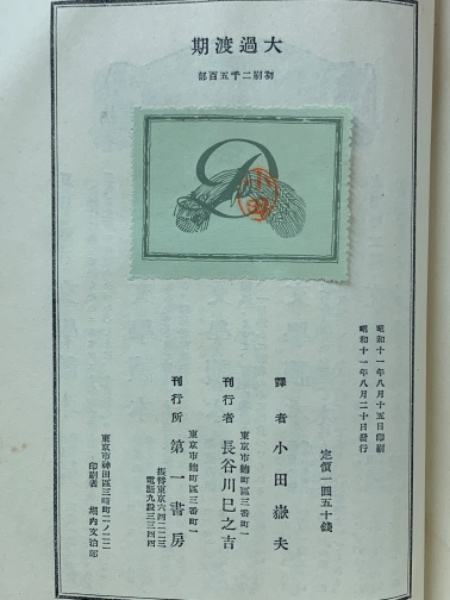 大過渡期
初刷二千五百部
昭和十一年八月十五日印刷
昭和十一年八月二十日發行
定價一圓五十錢
譯者 小田嶽夫
東京市麴町區三番町一
刊行者 長谷川巳之吉
東京市麴町區三番町一
刊行所 第一書房
振替東京六四二二三
電話九段三三四四
東京市神田區三崎町二ノ二二
印刷者 堀内文治郎